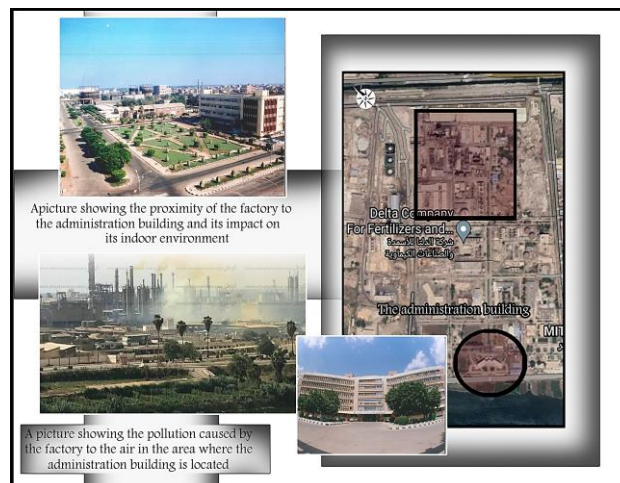 Apicture showing the proximity of the factory to
the administration building and its impact on
its indoor environment
A picture showing the pollution caused by
the factory to the air in the area where the
administration building is located
Delta Company
For Fertilizers and...
شركة الدلتا للأسمدة
والصناعات الكيماوية
The administration building
MIT